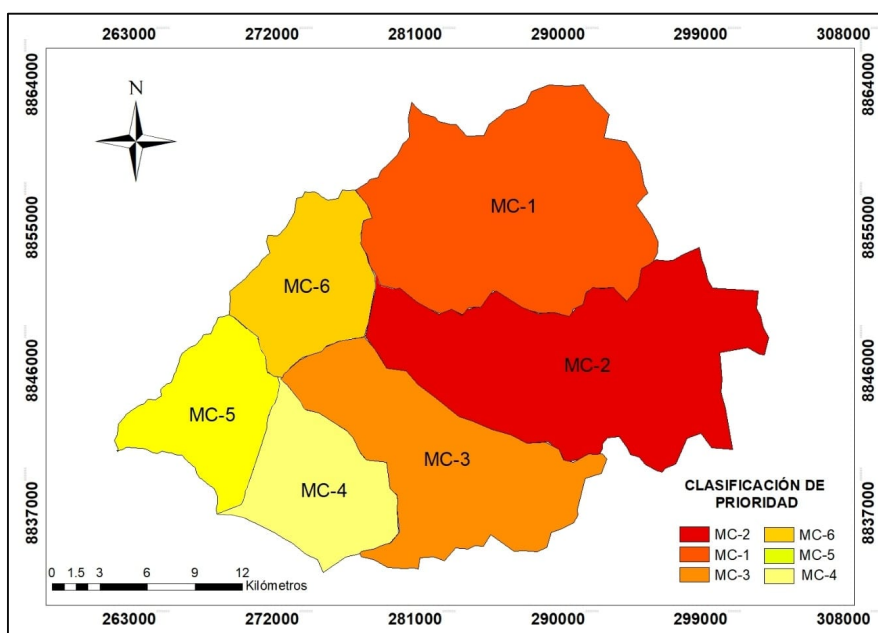 263000 272000 281000 290000 299000 308000
8864000
8864000
N
MC-1
8855000
8855000
MC-6
MC-2
8846000
8846000
MC-5
MC-3
MC-4
8837000
8837000
CLASIFICACIÓN DE
PRIORIDAD
MC-2 MC-6
MC-1 MC-5
MC-3 MC-4
0 1.5 3 6 9 12
Kilómetros
263000 272000 281000 290000 299000 308000